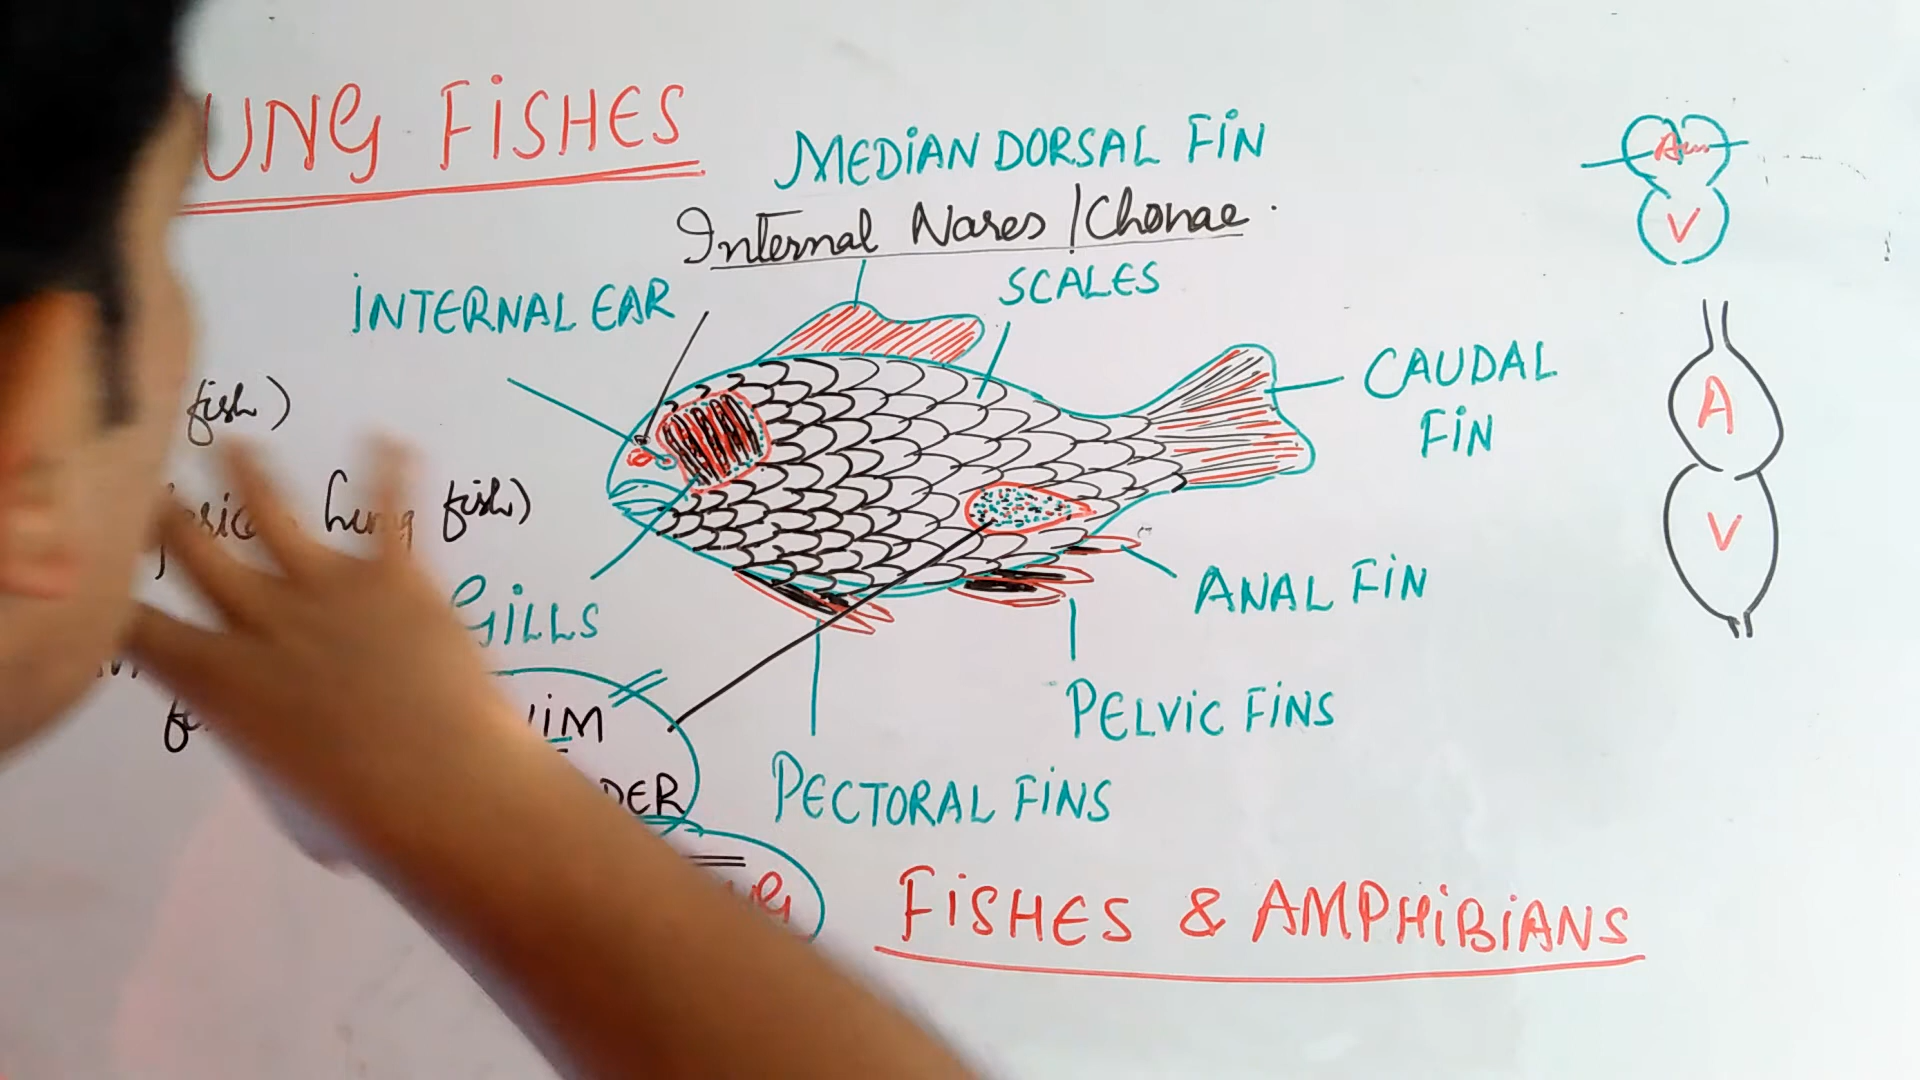 UNG FISHES
MEDIAN DORSAL FIN
Internal Nares / Chonae.
INTERNAL EAR
SCALES
CAUDAL
FIN
fish)
Lung fish)
GILLS
ANAL FIN
PELVIC FINS
PECTORAL FINS
FISHES & AMPHIBIANS
V
A
V